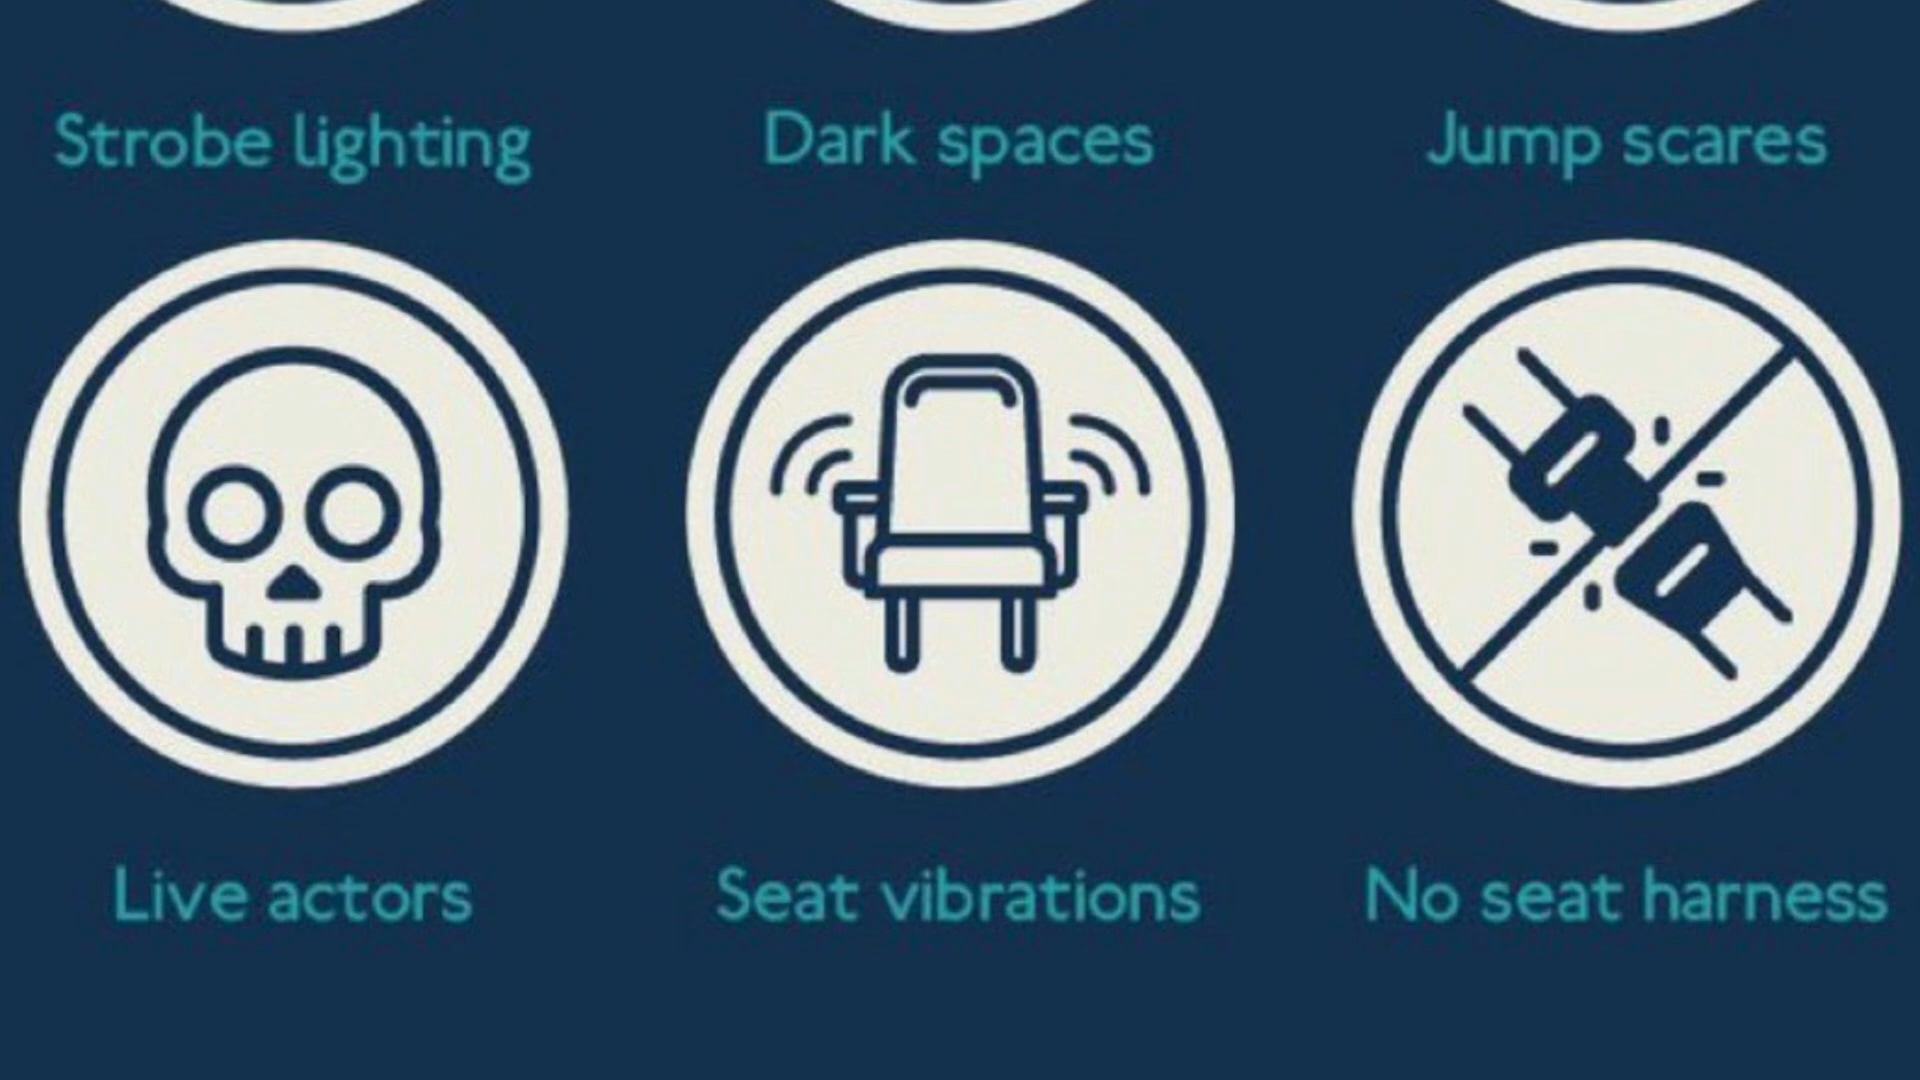 Strobe lighting
Dark spaces
Jump scares
Live actors
Seat vibrations
No seat harness